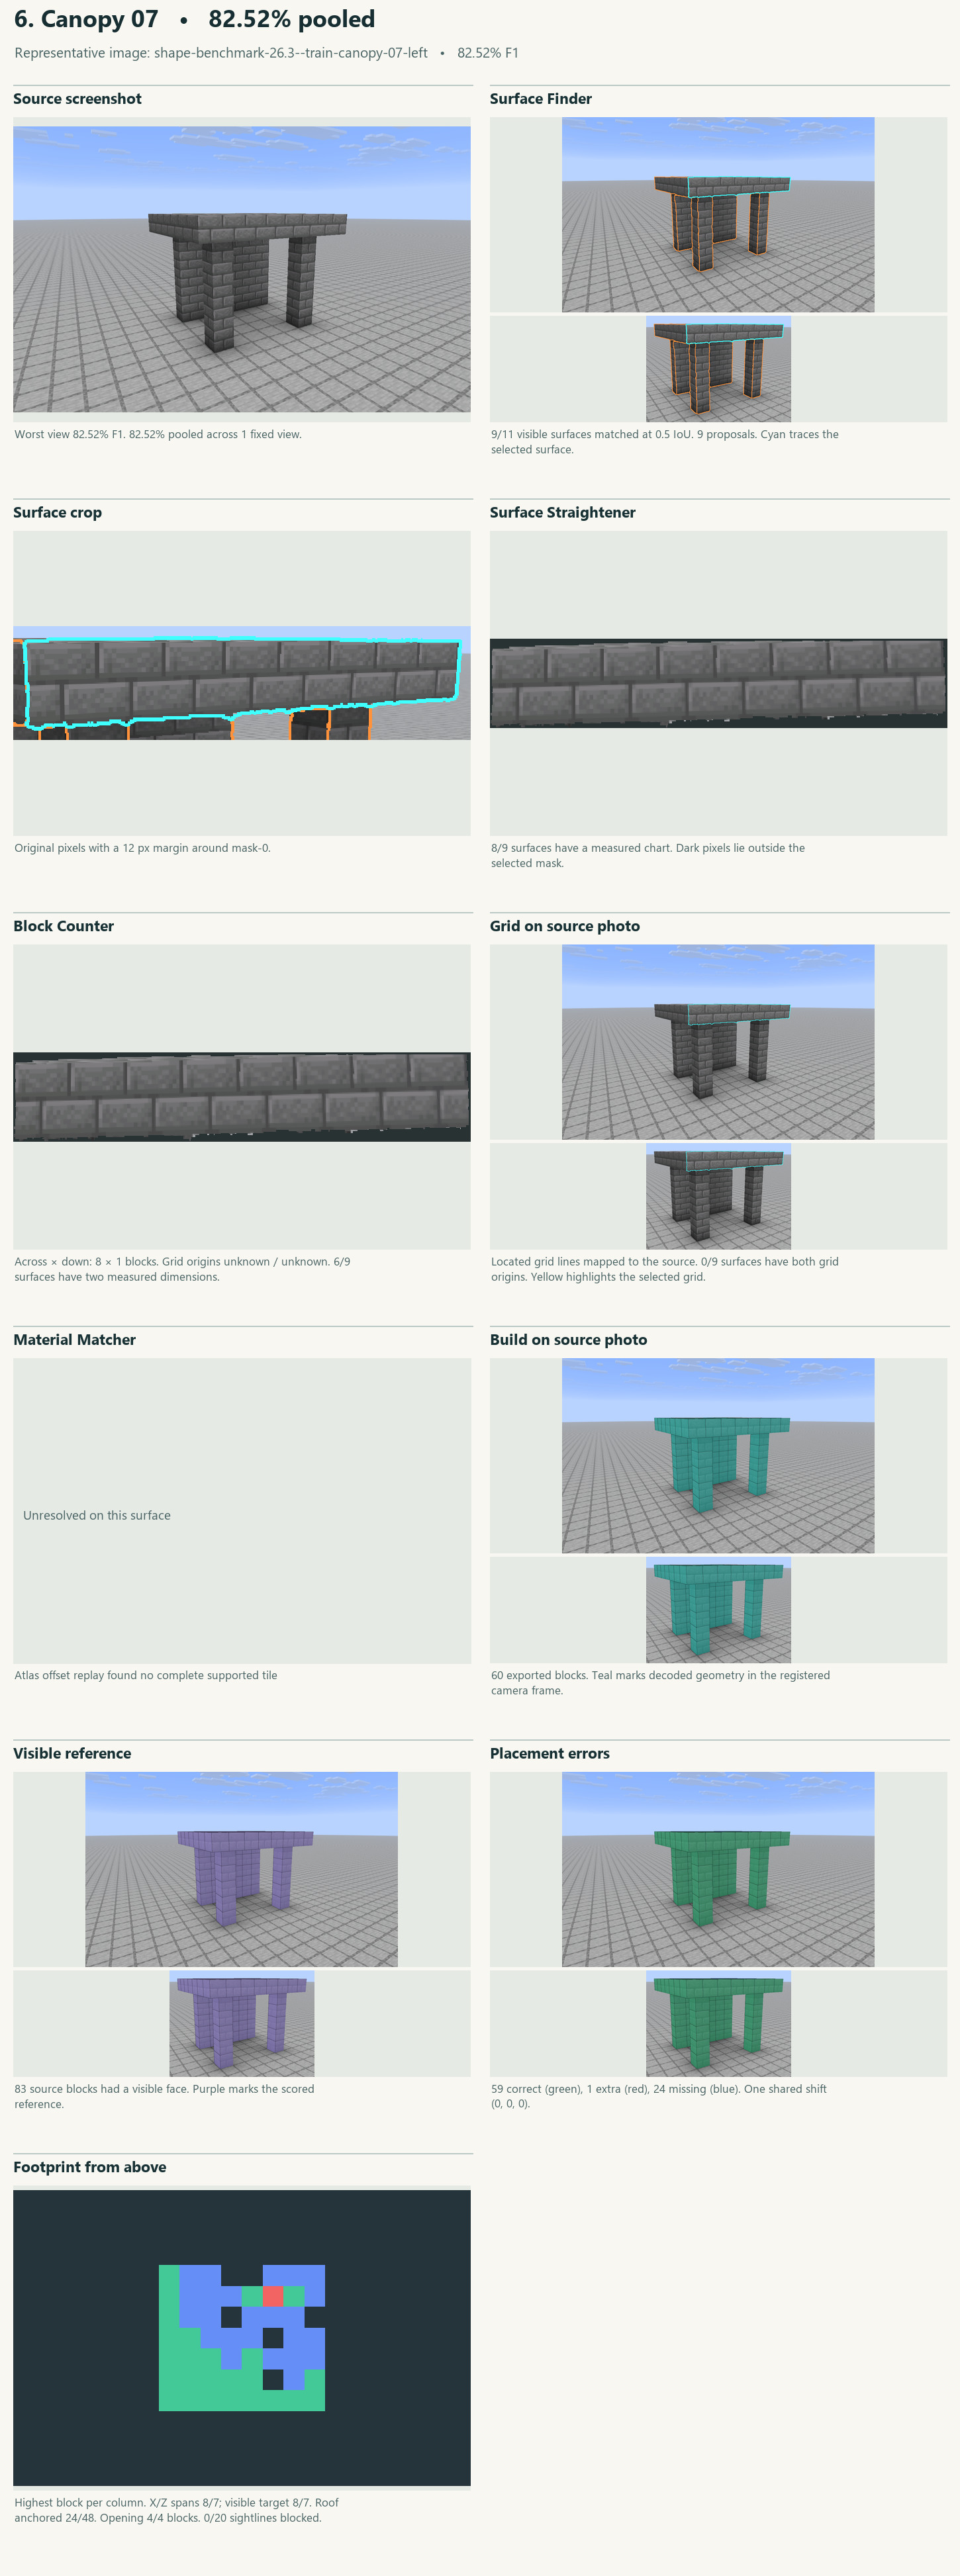 6. Canopy 07 • 82.52% pooled
Representative image: shape-benchmark-26.3--train-canopy-07-left • 82.52% F1
Source screenshot
Surface Finder
Worst view 82.52% F1. 82.52% pooled across 1 fixed view.
9/11 visible surfaces matched at 0.5 IoU. 9 proposals. Cyan traces the
selected surface.
Surface crop
Surface Straightener
Original pixels with a 12 px margin around mask-0.
8/9 surfaces have a measured chart. Dark pixels lie outside the
selected mask.
Block Counter
Grid on source photo
Across × down: 8 × 1 blocks. Grid origins unknown / unknown. 6/9
surfaces have two measured dimensions.
Located grid lines mapped to the source. 0/9 surfaces have both grid
origins. Yellow highlights the selected grid.
Material Matcher
Build on source photo
Unresolved on this surface
Atlas offset replay found no complete supported tile
60 exported blocks. Teal marks decoded geometry in the registered
camera frame.
Visible reference
Placement errors
83 source blocks had a visible face. Purple marks the scored
reference.
59 correct (green), 1 extra (red), 24 missing (blue). One shared shift
(0, 0, 0).
Footprint from above
Highest block per column. X/Z spans 8/7; visible target 8/7. Roof
anchored 24/48. Opening 4/4 blocks. 0/20 sightlines blocked.